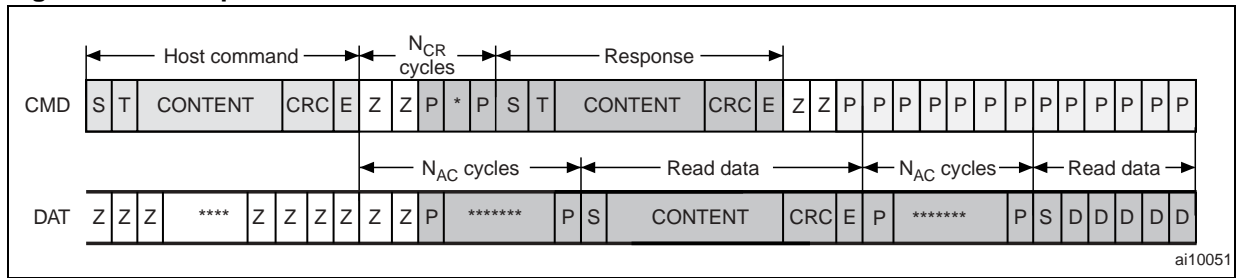 Host command N_CR cycles Response
CMD S T CONTENT CRC E Z Z P * P S T CONTENT CRC E Z Z P P P P P P P P P P P P P
N_AC cycles Read data N_AC cycles Read data
DAT Z Z Z **** Z Z Z Z Z Z P ******* P S CONTENT CRC E P ******* P S D D D D D
ai10051